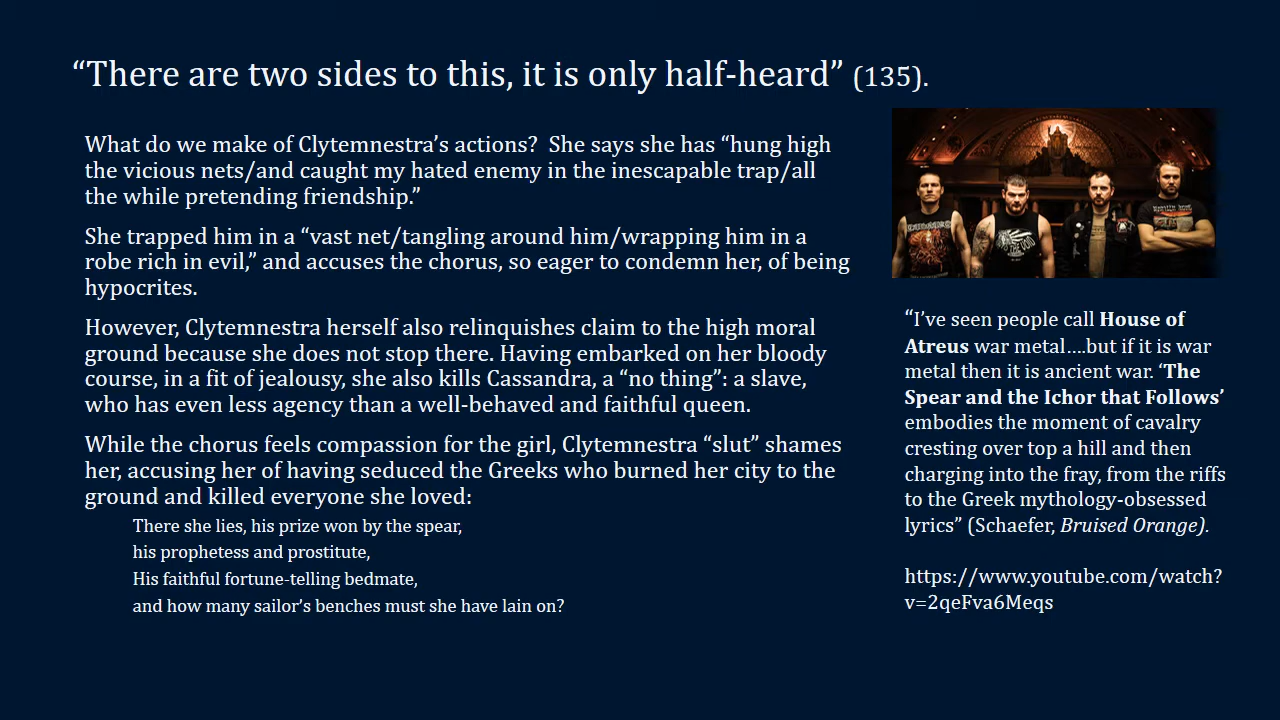 “There are two sides to this, it is only half-heard” (135).
What do we make of Clytemnestra’s actions?  She says she has “hung high
the vicious nets/and caught my hated enemy in the inescapable trap/all
the while pretending friendship.”
She trapped him in a “vast net/tangling around him/wrapping him in a
robe rich in evil,” and accuses the chorus, so eager to condemn her, of being
hypocrites.
However, Clytemnestra herself also relinquishes claim to the high moral
ground because she does not stop there. Having embarked on her bloody
course, in a fit of jealousy, she also kills Cassandra, a “no thing”: a slave,
who has even less agency than a well-behaved and faithful queen.
While the chorus feels compassion for the girl, Clytemnestra “slut” shames
her, accusing her of having seduced the Greeks who burned her city to the
ground and killed everyone she loved:
There she lies, his prize won by the spear,
his prophetess and prostitute,
His faithful fortune-telling bedmate,
and how many sailor’s benches must she have lain on?
“I’ve seen people call House of
Atreus war metal….but if it is war
metal then it is ancient war. ‘The
Spear and the Ichor that Follows’
embodies the moment of cavalry
cresting over top a hill and then
charging into the fray, from the riffs
to the Greek mythology-obsessed
lyrics” (Schaefer, Bruised Orange).
https://www.youtube.com/watch?
v=2qeFva6Meqs